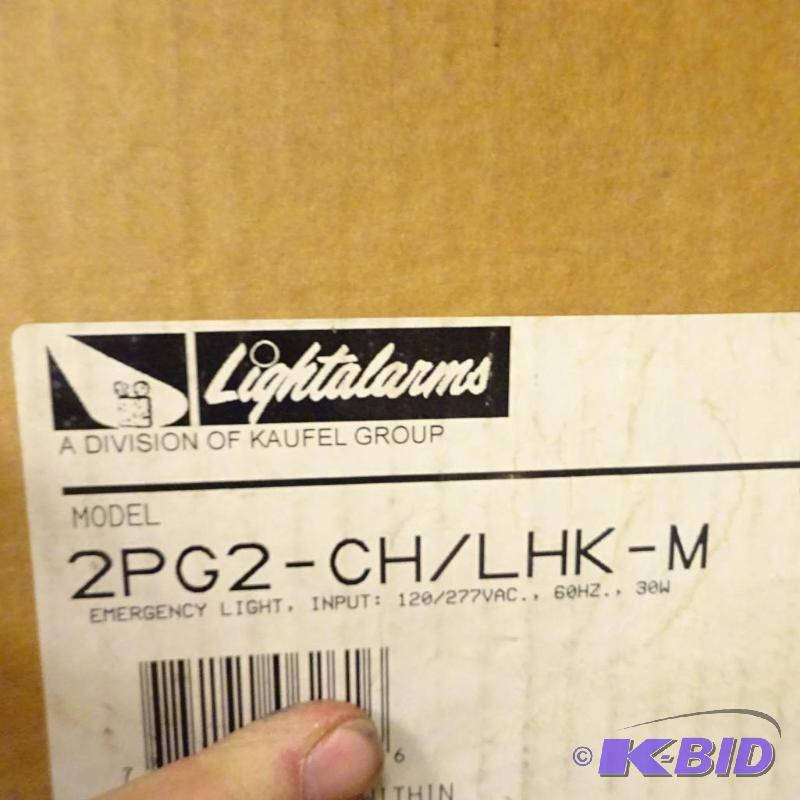 Lightalarms
A DIVISION OF KAUFEL GROUP
MODEL
2PG2-CH/LHK-M
EMERGENCY LIGHT, INPUT: 120/277VAC., 60HZ., 30W
7 6
WITHIN
© K-BID